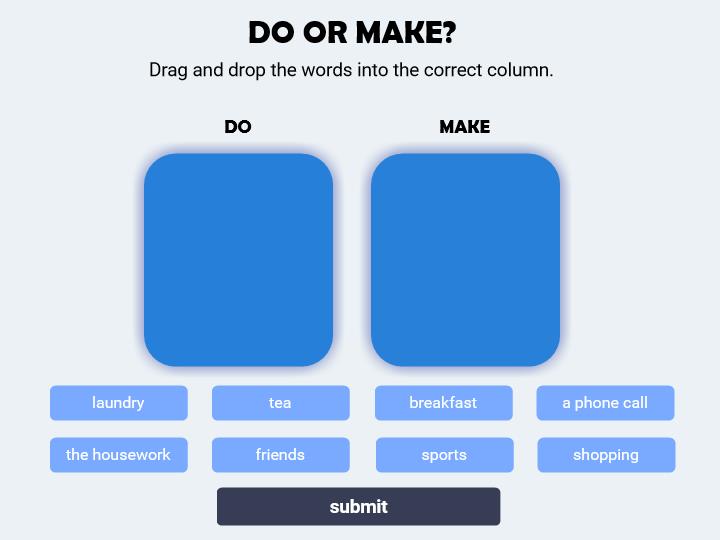 DO OR MAKE?
Drag and drop the words into the correct column.
DO MAKE
laundry tea breakfast a phone call
the housework friends sports shopping
submit